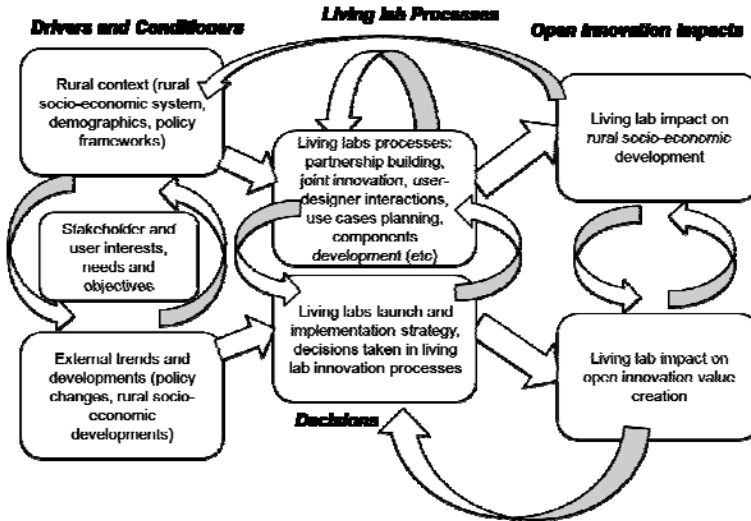 Drivers and Conditioners
Living lab Processes
Open Innovation Impacts
Rural context (rural
socio-economic system,
demographics, policy
frameworks)
Stakeholder and
user interests,
needs and
objectives
External trends and
developments (policy
changes, rural socio-
economic
developments)
Living labs processes:
partnership building,
joint innovation, user-
designer interactions,
use cases planning,
components
development (etc)
Living labs launch and
implementation strategy,
decisions taken in living
lab innovation processes
Decisions
Living lab impact on
rural socio-economic
development
Living lab impact on
open innovation value
creation